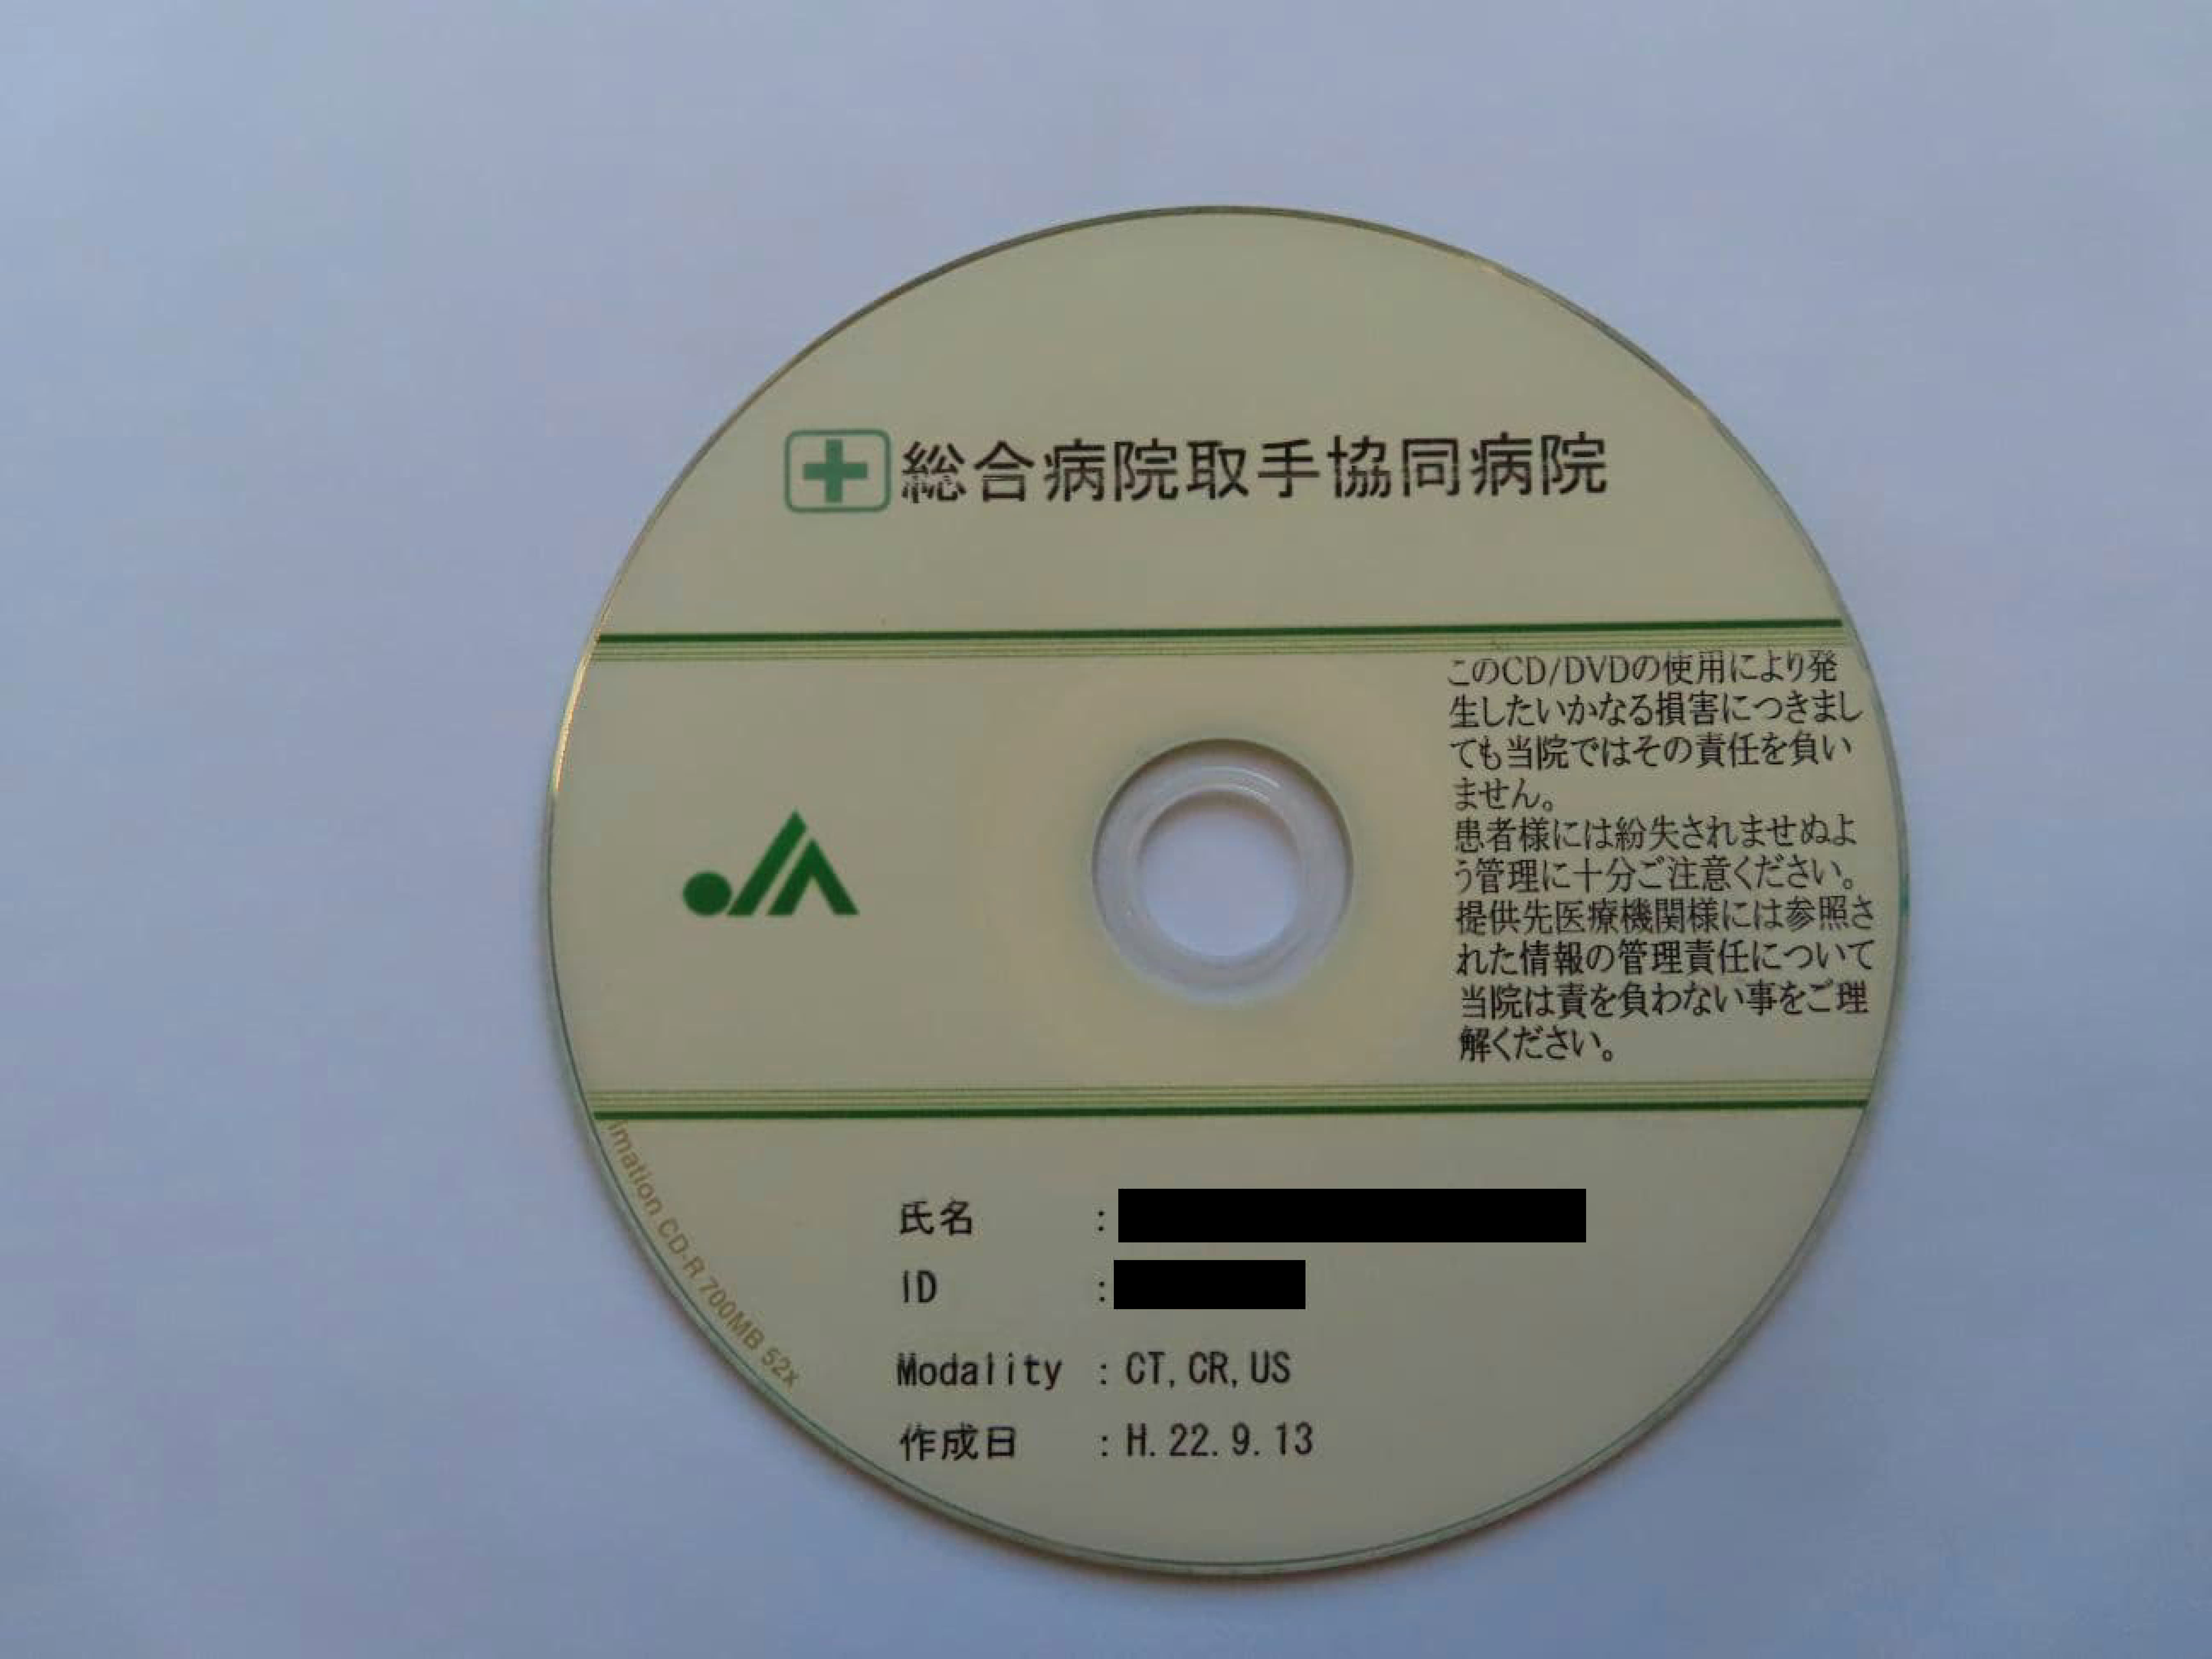 総合病院取手協同病院
このCD/DVDの使用により発
生したいかなる損害につきまし
ても当院ではその責任を負い
ません。
患者様には紛失されませぬよ
う管理に十分ご注意ください。
提供先医療機関様には参照さ
れた情報の管理責任について
当院は責を負わない事をご理
解ください。
JA
imation CD-R 700MB 52x
氏名 :
ID :
Modality : CT, CR, US
作成日 : H. 22. 9. 13